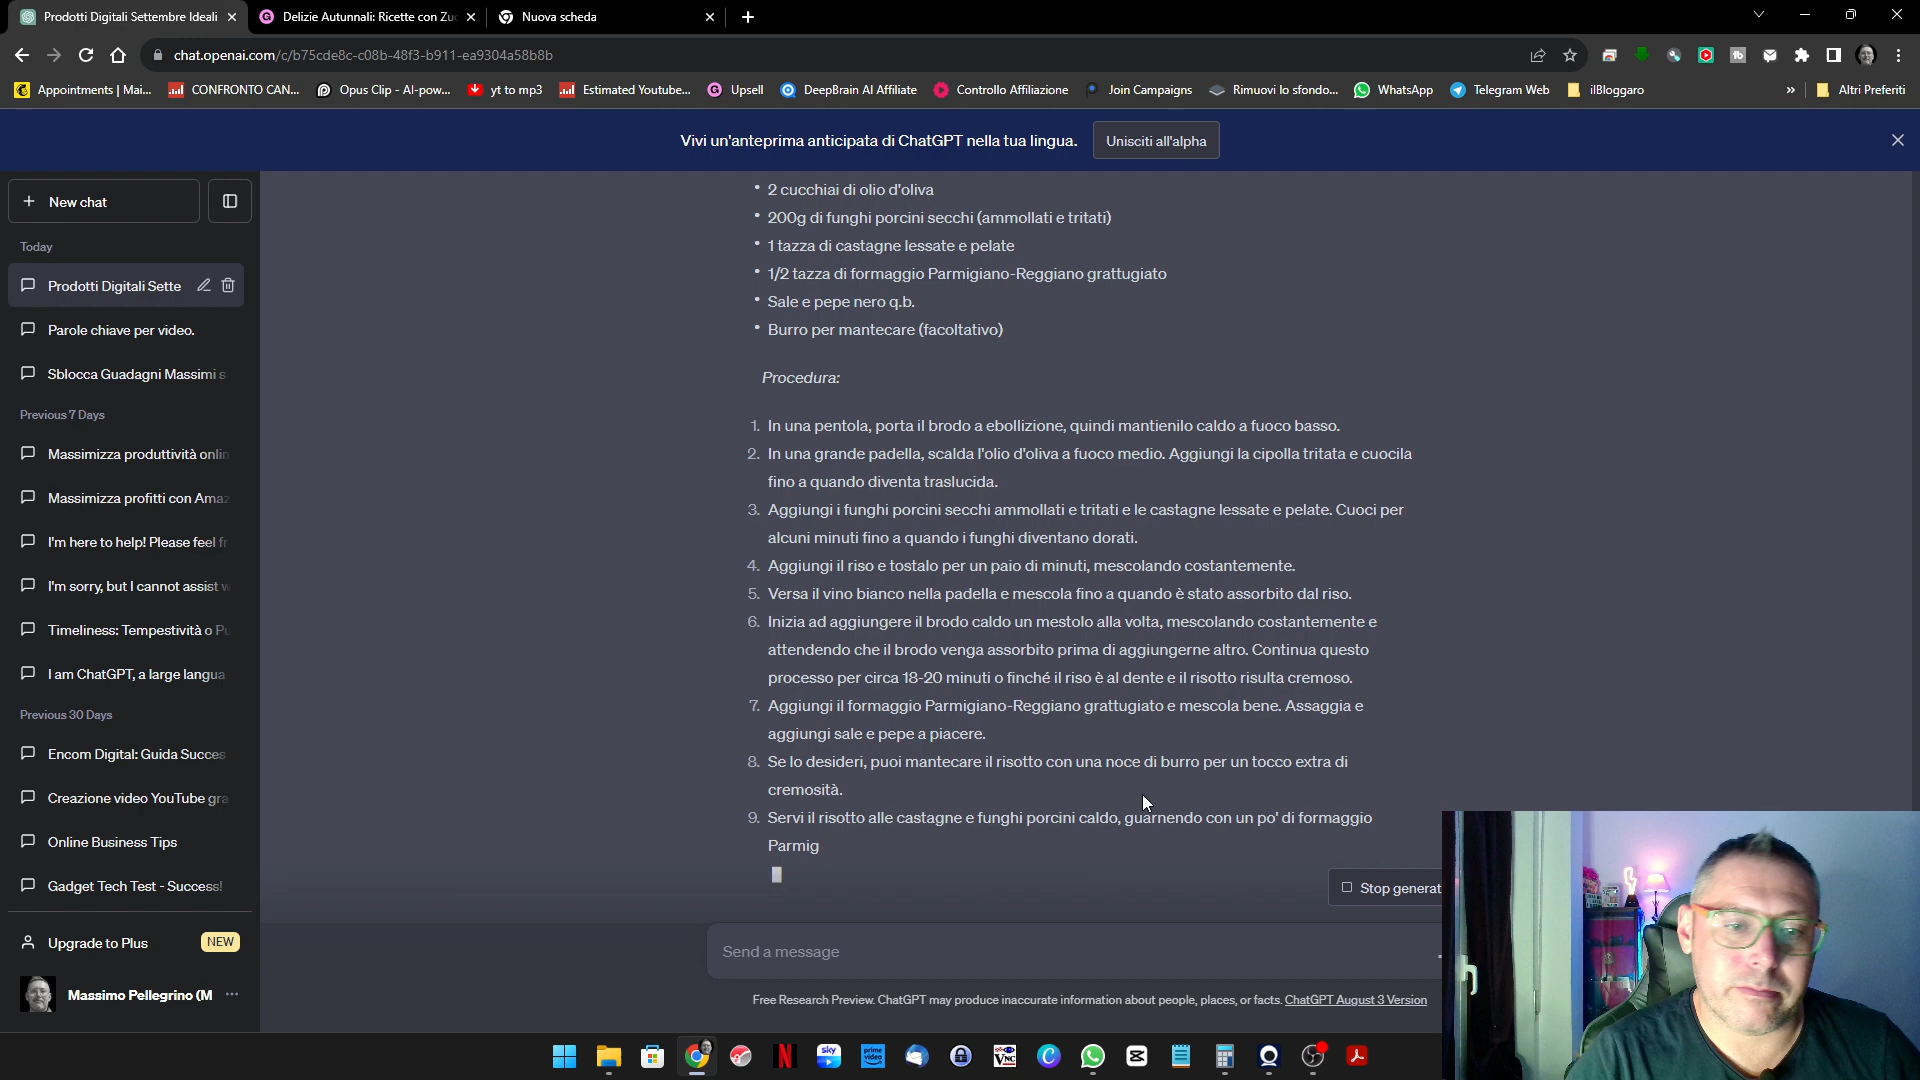 Prodotti Digitali Settembre Ideali
Delizie Autunnali: Ricette con Zuc
Nuova scheda
chat.openai.com/c/b75cde8c-c08b-48f3-b911-ea9304a58b8b
Appointments | Mai...
CONFRONTO CAN...
Opus Clip - AI-pow...
yt to mp3
Estimated Youtube...
Upsell
DeepBrain AI Affiliate
Controllo Affiliazione
Join Campaigns
Rimuovi lo sfondo...
WhatsApp
Telegram Web
ilBloggaro
»
Altri Preferiti
Vivi un'anteprima anticipata di ChatGPT nella tua lingua.
Unisciti all'alpha
New chat
Today
Prodotti Digitali Sette
Parole chiave per video.
Sblocca Guadagni Massimi s
Previous 7 Days
Massimizza produttività onlin
Massimizza profitti con Amaz
I'm here to help! Please feel fr
I'm sorry, but I cannot assist w
Timeliness: Tempestività o Pu
I am ChatGPT, a large langua
Previous 30 Days
Encom Digital: Guida Succes
Creazione video YouTube gra
Online Business Tips
Gadget Tech Test - Success!
Upgrade to Plus
NEW
Massimo Pellegrino (M
• 2 cucchiai di olio d'oliva
• 200g di funghi porcini secchi (ammollati e tritati)
• 1 tazza di castagne lessate e pelate
• 1/2 tazza di formaggio Parmigiano-Reggiano grattugiato
• Sale e pepe nero q.b.
• Burro per mantecare (facoltativo)
Procedura:
1. In una pentola, porta il brodo a ebollizione, quindi mantienilo caldo a fuoco basso.
2. In una grande padella, scalda l'olio d'oliva a fuoco medio. Aggiungi la cipolla tritata e cuocila
fino a quando diventa traslucida.
3. Aggiungi i funghi porcini secchi ammollati e tritati e le castagne lessate e pelate. Cuoci per
alcuni minuti fino a quando i funghi diventano dorati.
4. Aggiungi il riso e tostalo per un paio di minuti, mescolando costantemente.
5. Versa il vino bianco nella padella e mescola fino a quando è stato assorbito dal riso.
6. Inizia ad aggiungere il brodo caldo un mestolo alla volta, mescolando costantemente e
attendendo che il brodo venga assorbito prima di aggiungerne altro. Continua questo
processo per circa 18-20 minuti o finché il riso è al dente e il risotto risulta cremoso.
7. Aggiungi il formaggio Parmigiano-Reggiano grattugiato e mescola bene. Assaggia e
aggiungi sale e pepe a piacere.
8. Se lo desideri, puoi mantecare il risotto con una noce di burro per un tocco extra di
cremosità.
9. Servi il risotto alle castagne e funghi porcini caldo, guarnendo con un po' di formaggio
Parmig
Stop generat
Send a message
Free Research Preview. ChatGPT may produce inaccurate information about people, places, or facts. ChatGPT August 3 Version